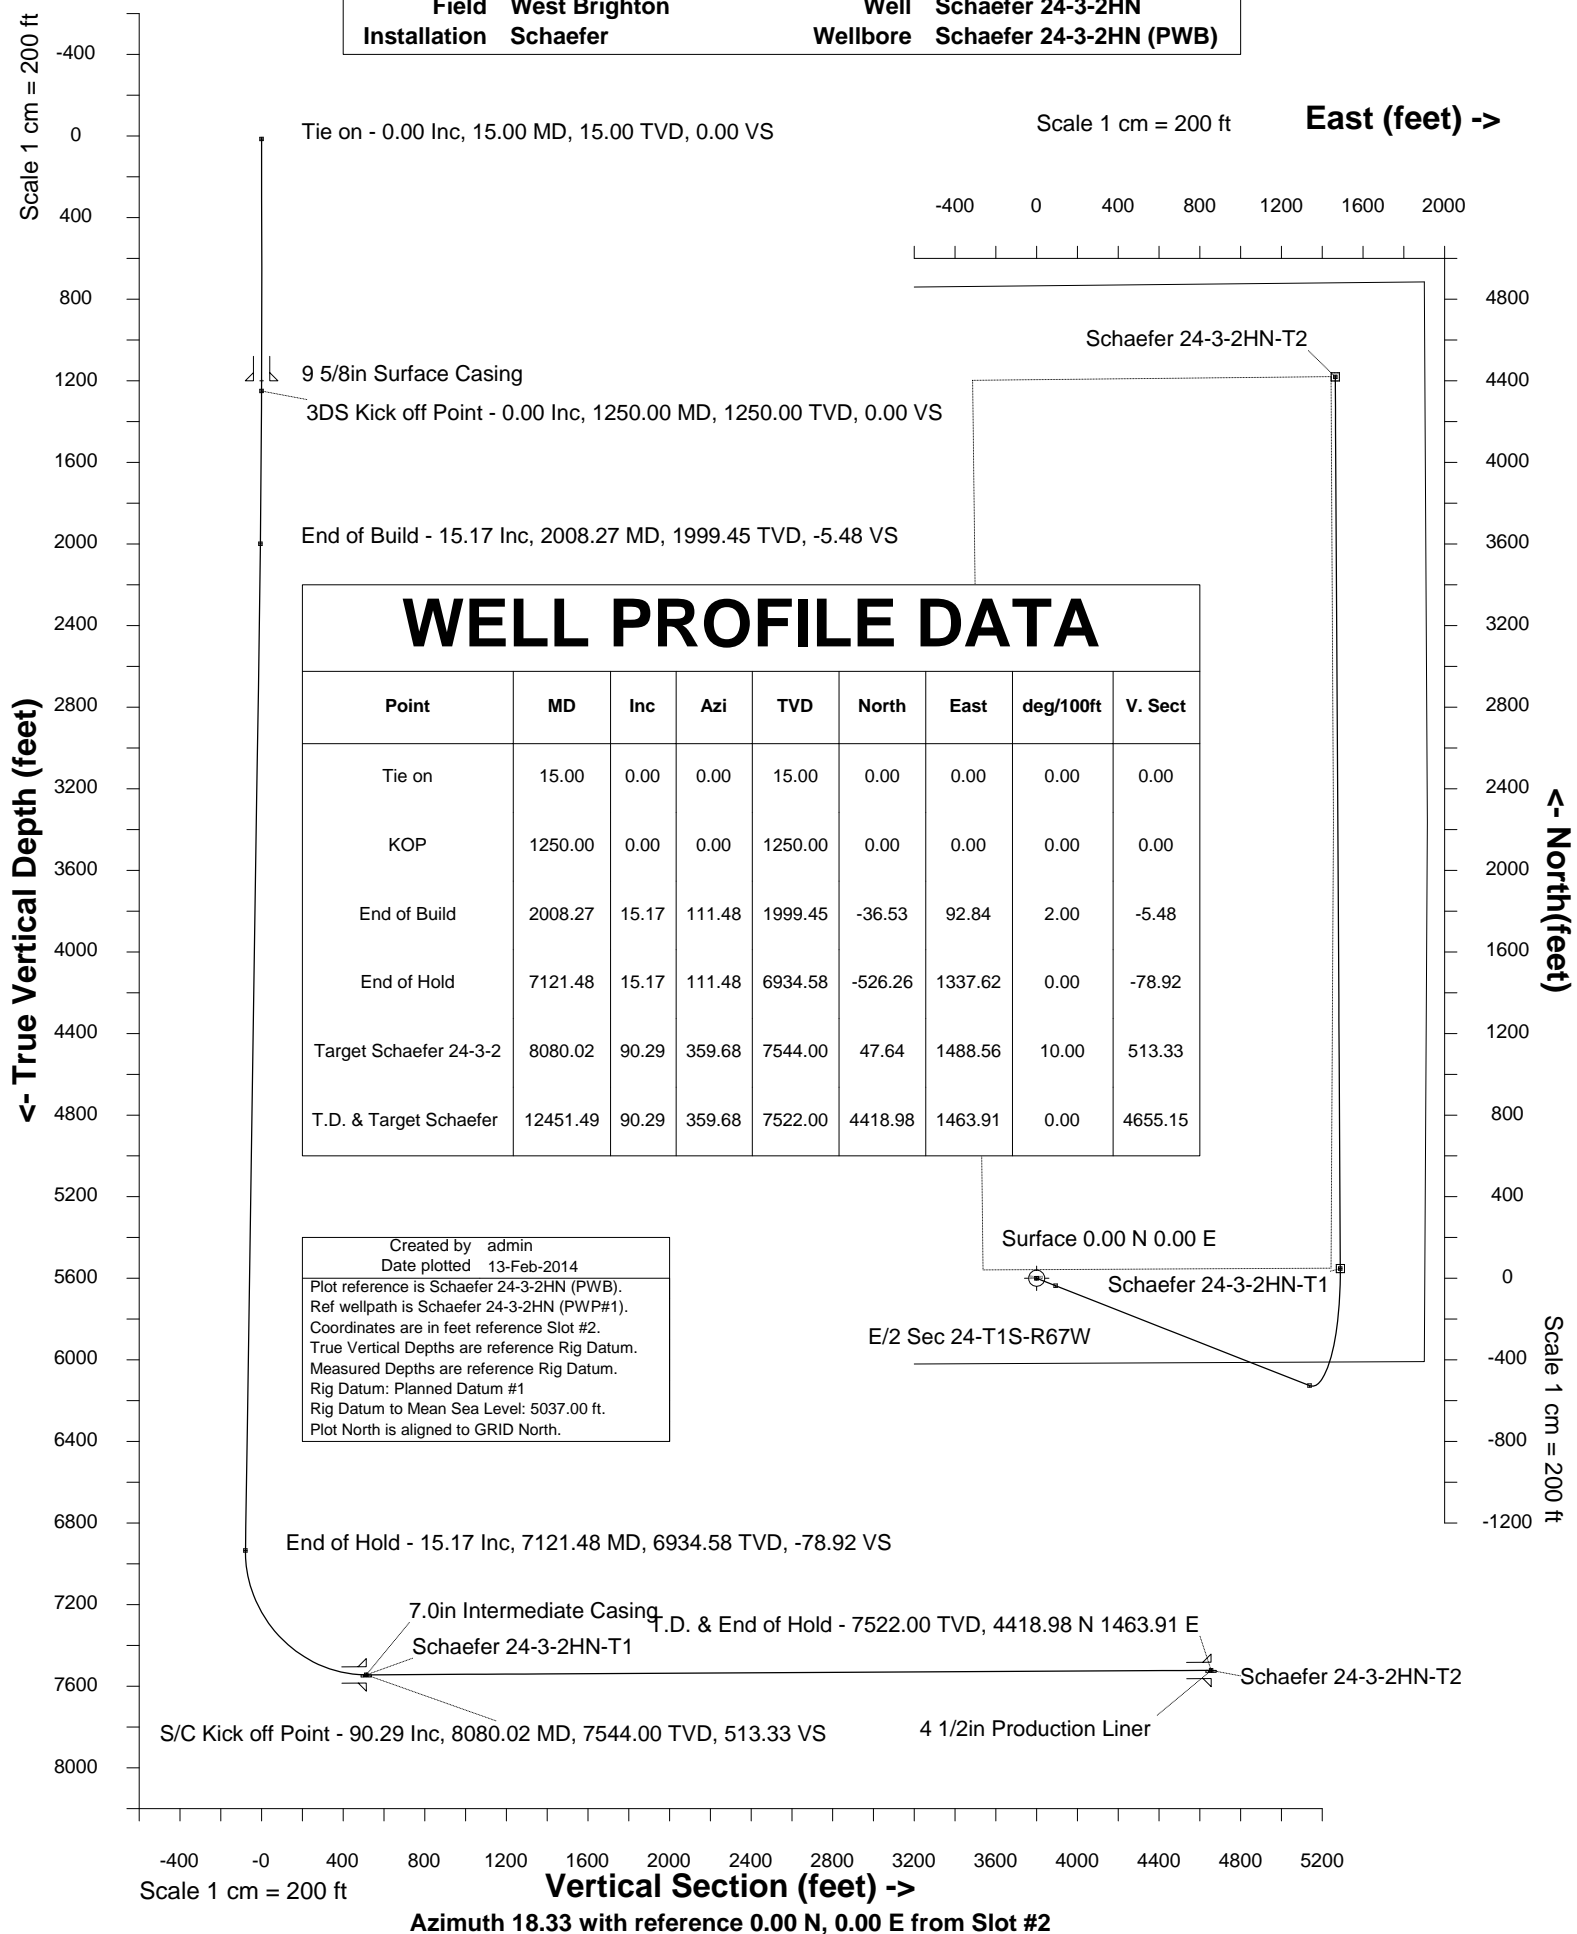 Field West Brighton Well Schaefer 24-3-2HN
Installation Schaefer Wellbore Schaefer 24-3-2HN (PWB)
Scale 1 cm = 200 ft
East (feet) ->
Scale 1 cm = 200 ft
-400 0 400 800 1200 1600 2000
-400
0
400
800
1200
1600
2000
2400
2800
3200
3600
4000
4400
4800
5200
5600
6000
6400
6800
7200
7600
8000
<- True Vertical Depth (feet)
Tie on - 0.00 Inc, 15.00 MD, 15.00 TVD, 0.00 VS
9 5/8in Surface Casing
3DS Kick off Point - 0.00 Inc, 1250.00 MD, 1250.00 TVD, 0.00 VS
End of Build - 15.17 Inc, 2008.27 MD, 1999.45 TVD, -5.48 VS
Schaefer 24-3-2HN-T2
WELL PROFILE DATA
Point MD Inc Azi TVD North East deg/100ft V. Sect
Tie on 15.00 0.00 0.00 15.00 0.00 0.00 0.00 0.00
KOP 1250.00 0.00 0.00 1250.00 0.00 0.00 0.00 0.00
End of Build 2008.27 15.17 111.48 1999.45 -36.53 92.84 2.00 -5.48
End of Hold 7121.48 15.17 111.48 6934.58 -526.26 1337.62 0.00 -78.92
Target Schaefer 24-3-2 8080.02 90.29 359.68 7544.00 47.64 1488.56 10.00 513.33
T.D. & Target Schaefer 12451.49 90.29 359.68 7522.00 4418.98 1463.91 0.00 4655.15
4800
4400
4000
3600
3200
2800
2400
2000
1600
1200
800
400
0
-400
-800
-1200
<- North(feet)
Scale 1 cm = 200 ft
Surface 0.00 N 0.00 E
Schaefer 24-3-2HN-T1
E/2 Sec 24-T1S-R67W
Created by admin
Date plotted 13-Feb-2014
Plot reference is Schaefer 24-3-2HN (PWB).
Ref wellpath is Schaefer 24-3-2HN (PWP#1).
Coordinates are in feet reference Slot #2.
True Vertical Depths are reference Rig Datum.
Measured Depths are reference Rig Datum.
Rig Datum: Planned Datum #1
Rig Datum to Mean Sea Level: 5037.00 ft.
Plot North is aligned to GRID North.
End of Hold - 15.17 Inc, 7121.48 MD, 6934.58 TVD, -78.92 VS
7.0in Intermediate Casing
T.D. & End of Hold - 7522.00 TVD, 4418.98 N 1463.91 E
Schaefer 24-3-2HN-T1
Schaefer 24-3-2HN-T2
S/C Kick off Point - 90.29 Inc, 8080.02 MD, 7544.00 TVD, 513.33 VS
4 1/2in Production Liner
-400 -0 400 800 1200 1600 2000 2400 2800 3200 3600 4000 4400 4800 5200
Scale 1 cm = 200 ft
Vertical Section (feet) ->
Azimuth 18.33 with reference 0.00 N, 0.00 E from Slot #2